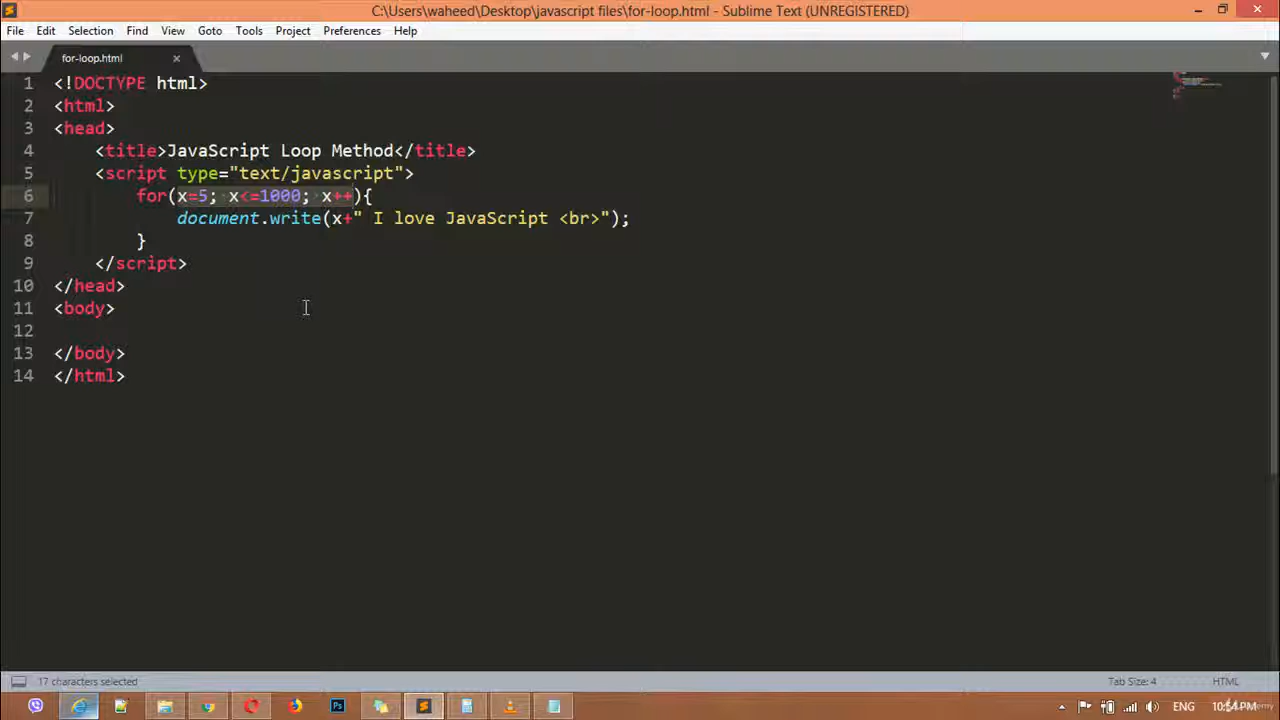 C:\Users\waheed\Desktop\javascript files\for-loop.html - Sublime Text (UNREGISTERED)
File Edit Selection Find View Goto Tools Project Preferences Help
for-loop.html
1 <!DOCTYPE html>
2 <html>
3 <head>
4 <title>JavaScript Loop Method</title>
5 <script type="text/javascript">
6 for(x=5; x<=1000; x++){
7 document.write(x+" I love JavaScript <br>");
8 }
9 </script>
10 </head>
11 <body>
12
13 </body>
14 </html>
17 characters selected Tab Size: 4 HTML
Ps ENG 10:54 PM